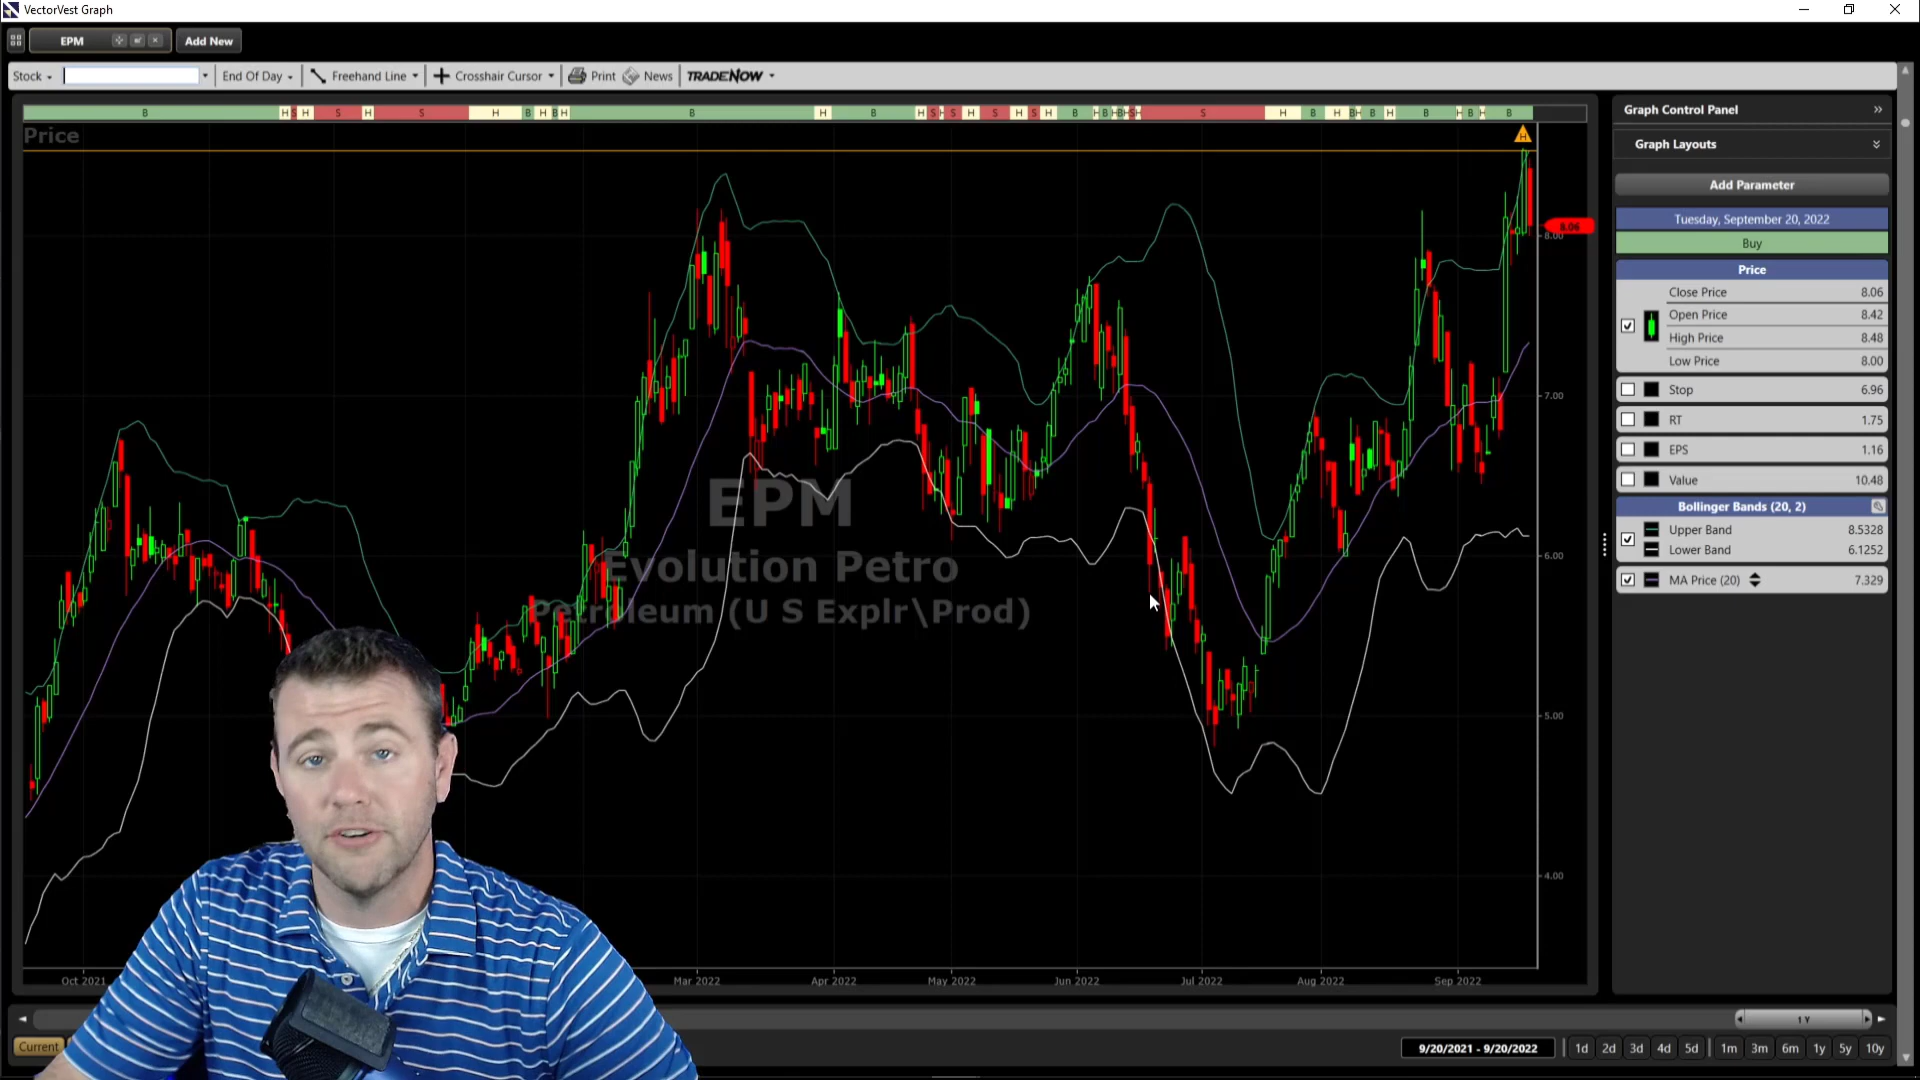 VectorVest Graph
EPM
Add New
Stock
End Of Day
Freehand Line
Crosshair Cursor
Print
News
TRADENOW
B H S H S H S H B H B H B H B H S H S H S H S H B H B H B H S H S H B H B H B H B H B H B
Price
H
8.06
8.00
7.00
6.00
5.00
4.00
EPM
Evolution Petro
Petroleum (U S Explr\Prod)
Oct 2021
Mar 2022
Apr 2022
May 2022
Jun 2022
Jul 2022
Aug 2022
Sep 2022
Graph Control Panel
Graph Layouts
Add Parameter
Tuesday, September 20, 2022
Buy
Price
Close Price 8.06
Open Price 8.42
High Price 8.48
Low Price 8.00
Stop 6.96
RT 1.75
EPS 1.16
Value 10.48
Bollinger Bands (20, 2)
Upper Band 8.5328
Lower Band 6.1252
MA Price (20) 7.329
1 Y
Current
9/20/2021 - 9/20/2022
1d 2d 3d 4d 5d 1m 3m 6m 1y 5y 10y